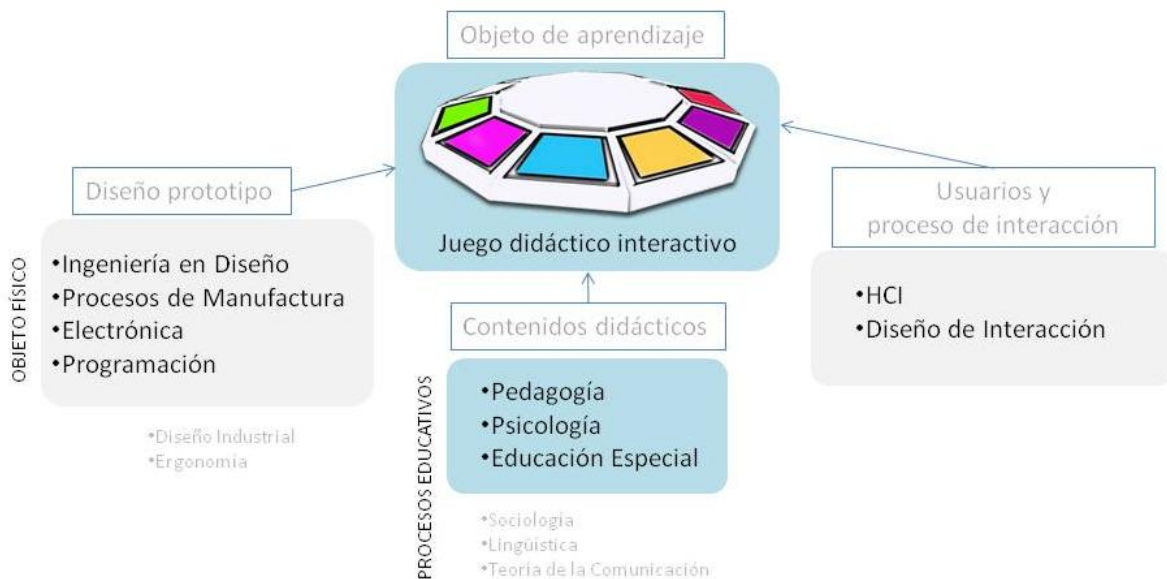 Objeto de aprendizaje
Juego didáctico interactivo
Diseño prototipo
OBJETO FÍSICO
•Ingeniería en Diseño
•Procesos de Manufactura
•Electrónica
•Programación
•Diseño Industrial
•Ergonomía
Contenidos didácticos
PROCESOS EDUCATIVOS
•Pedagogía
•Psicología
•Educación Especial
•Sociología
•Lingüística
•Teoría de la Comunicación
Usuarios y
proceso de interacción
•HCI
•Diseño de Interacción